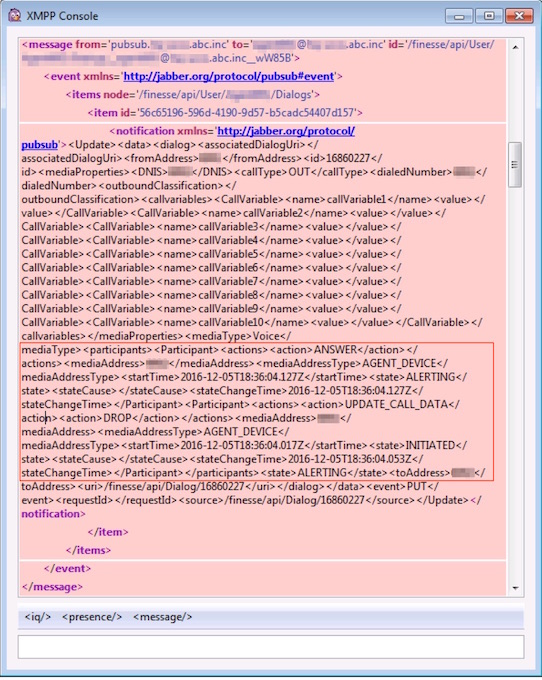 XMPP Console
<message from='pubsub. .abc.inc' to=' @ .abc.inc' id='/finesse/api/User/
.abc.inc__wW85B'>
<event xmlns='http://jabber.org/protocol/pubsub#event'>
<items node='/finesse/api/User/ /Dialogs'>
<item id='56c65196-596d-4190-9d57-b5cadc54407d157'>
<notification xmlns='http://jabber.org/protocol/
pubsub'><Update><data><dialog><associatedDialogUri></
associatedDialogUri><fromAddress> </fromAddress><id>16860227</
id><mediaProperties><DNIS> </DNIS><callType>OUT</callType><dialedNumber> </
dialedNumber><outboundClassification></
outboundClassification><callvariables><CallVariable><name>callVariable1</name><value></
value></CallVariable><CallVariable><name>callVariable2</name><value></value></
CallVariable><CallVariable><name>callVariable3</name><value></value></
CallVariable><CallVariable><name>callVariable4</name><value></value></
CallVariable><CallVariable><name>callVariable5</name><value></value></
CallVariable><CallVariable><name>callVariable6</name><value></value></
CallVariable><CallVariable><name>callVariable7</name><value></value></
CallVariable><CallVariable><name>callVariable8</name><value></value></
CallVariable><CallVariable><name>callVariable9</name><value></value></
CallVariable><CallVariable><name>callVariable10</name><value></value></CallVariable></
callvariables></mediaProperties><mediaType>Voice</
mediaType><participants><Participant><actions><action>ANSWER</action></
actions><mediaAddress> </mediaAddress><mediaAddressType>AGENT_DEVICE</
mediaAddressType><startTime>2016-12-05T18:36:04.127Z</startTime><state>ALERTING</
state><stateCause></stateCause><stateChangeTime>2016-12-05T18:36:04.127Z</
stateChangeTime></Participant><Participant><actions><action>UPDATE_CALL_DATA</
action><action>DROP</action></actions><mediaAddress> </
mediaAddress><mediaAddressType>AGENT_DEVICE</
mediaAddressType><startTime>2016-12-05T18:36:04.017Z</startTime><state>INITIATED</
state><stateCause></stateCause><stateChangeTime>2016-12-05T18:36:04.053Z</
stateChangeTime></Participant></participants><state>ALERTING</state><toAddress> </
toAddress><uri>/finesse/api/Dialog/16860227</uri></dialog></data><event>PUT</
event><requestId></requestId><source>/finesse/api/Dialog/16860227</source></Update></
notification>
</item>
</items>
</event>
</message>
<iq/> <presence/> <message/>